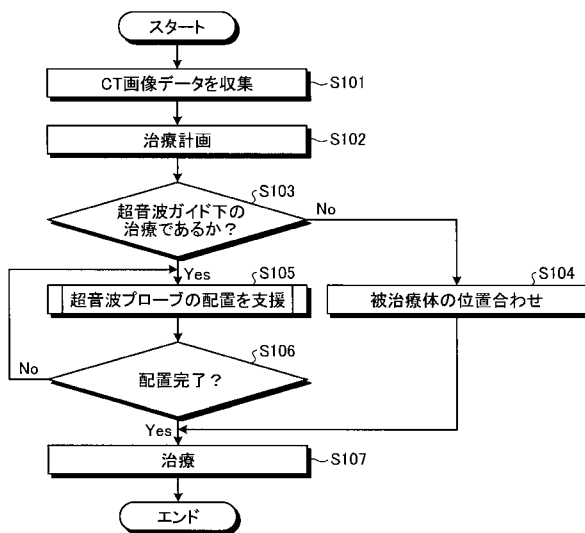 スタート
CT画像データを収集
S101
治療計画
S102
S103
超音波ガイド下の
治療であるか？
No
Yes
S105
超音波プローブの配置を支援
S104
被治療体の位置合わせ
S106
配置完了？
No
Yes
治療
S107
エンド